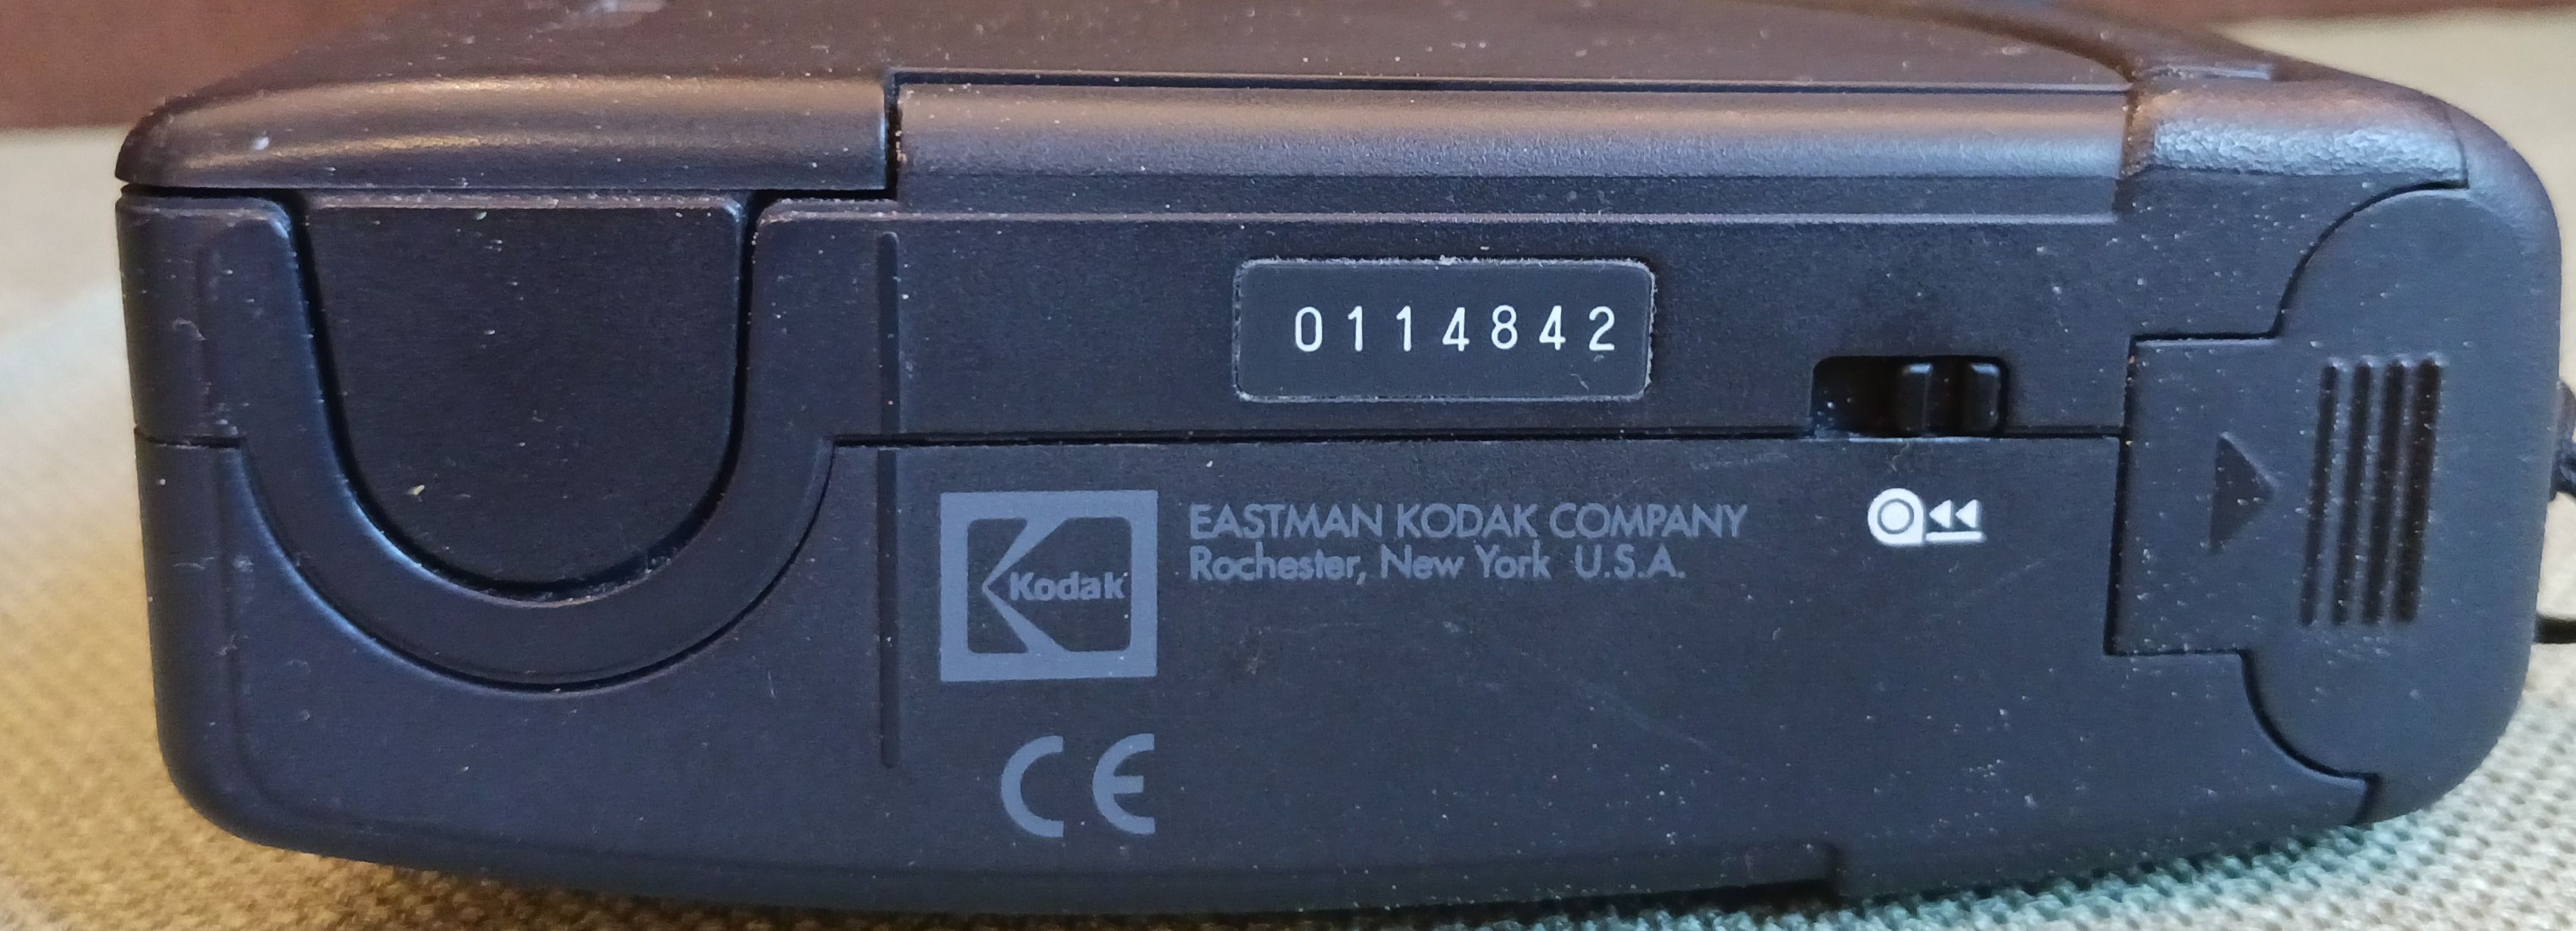 0114842
EASTMAN KODAK COMPANY
Rochester, New York U.S.A.
Kodak
CE